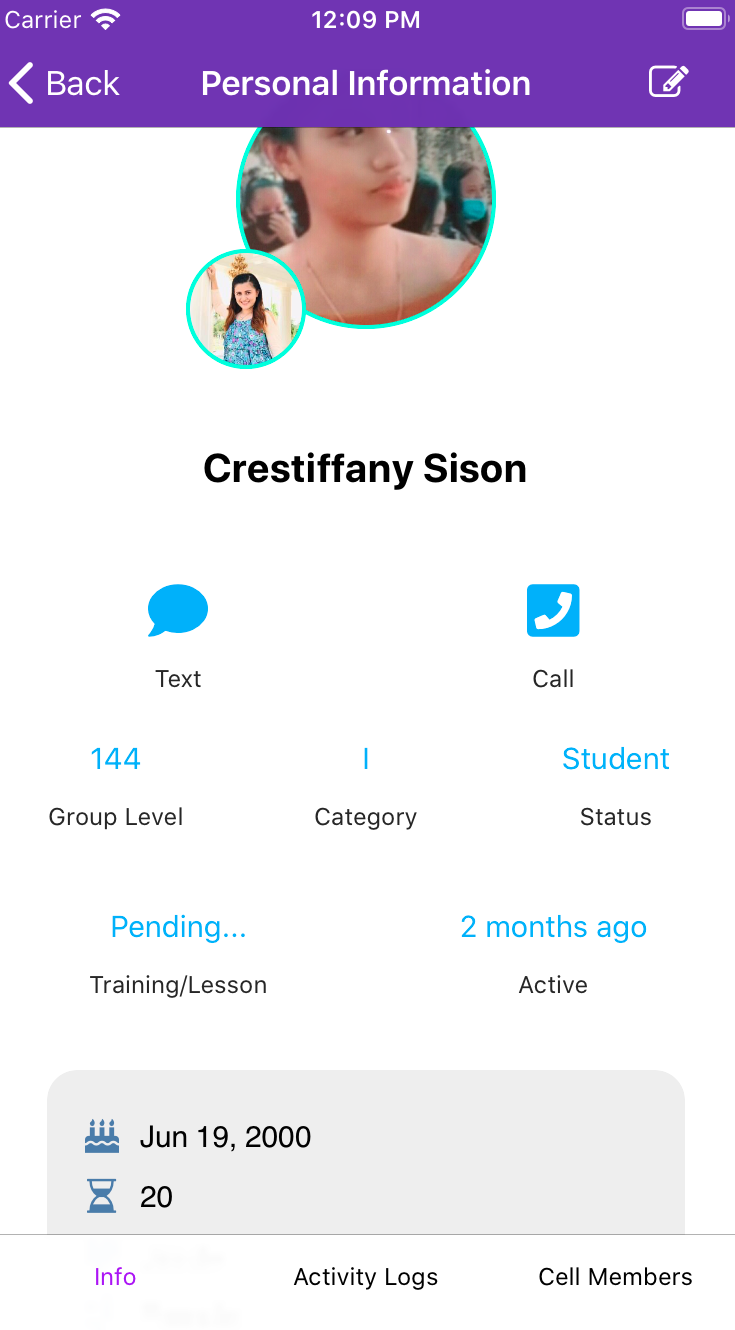 Carrier 12:09 PM
Back Personal Information
Crestiffany Sison
Text Call
144 I Student
Group Level Category Status
Pending... 2 months ago
Training/Lesson Active
Jun 19, 2000
20
Info Activity Logs Cell Members